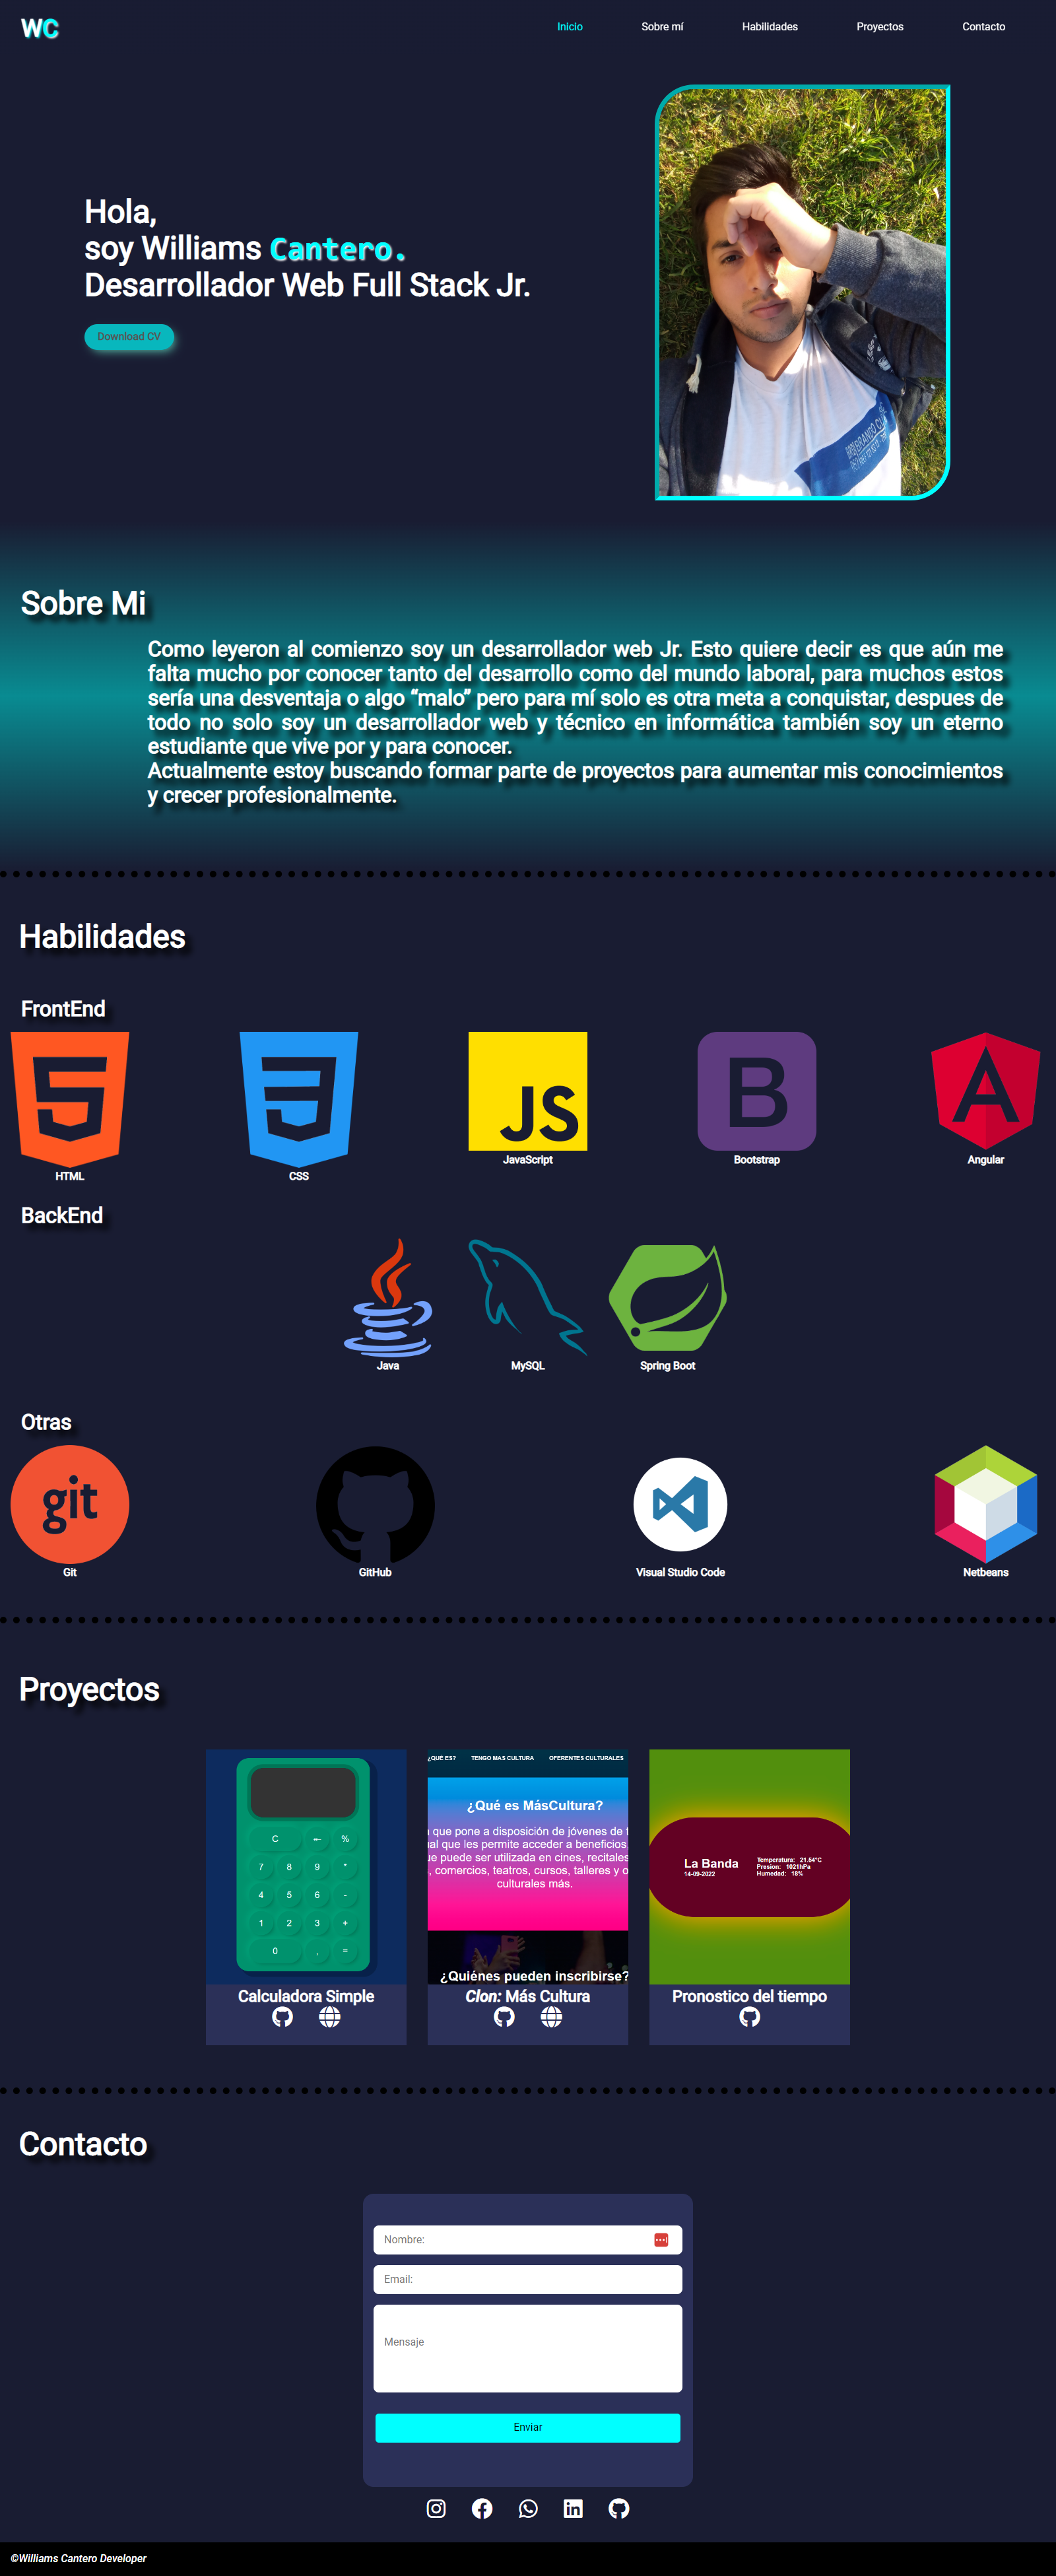 WC
Inicio
Sobre mí
Habilidades
Proyectos
Contacto
Hola,
soy Williams Cantero.
Desarrollador Web Full Stack Jr.
Download CV
Sobre Mi
Como leyeron al comienzo soy un desarrollador web Jr. Esto quiere decir es que aún me
falta mucho por conocer tanto del desarrollo como del mundo laboral, para muchos estos
sería una desventaja o algo “malo” pero para mí solo es otra meta a conquistar, despues de
todo no solo soy un desarrollador web y técnico en informática también soy un eterno
estudiante que vive por y para conocer.
Actualmente estoy buscando formar parte de proyectos para aumentar mis conocimientos
y crecer profesionalmente.
Habilidades
FrontEnd
JS
B
A
HTML
CSS
JavaScript
Bootstrap
Angular
BackEnd
Java
MySQL
Spring Boot
Otras
git
Git
GitHub
Visual Studio Code
Netbeans
Proyectos
C ← %
7 8 9 *
4 5 6 -
1 2 3 +
0 , =
Calculadora Simple
¿QUÉ ES? TENGO MAS CULTURA OFERENTES CULTURALES
¿Qué es MásCultura?
que pone a disposición de jóvenes de
que les permite acceder a beneficios
que puede ser utilizada en cines, recitales
, comercios, teatros, cursos, talleres y
culturales más.
¿Quiénes pueden inscribirse?
Clon: Más Cultura
La Banda
14-09-2022
Temperatura: 21.54°C
Presion: 1021hPa
Humedad: 18%
Pronostico del tiempo
Contacto
Nombre:
Email:
Mensaje
Enviar
©Williams Cantero Developer